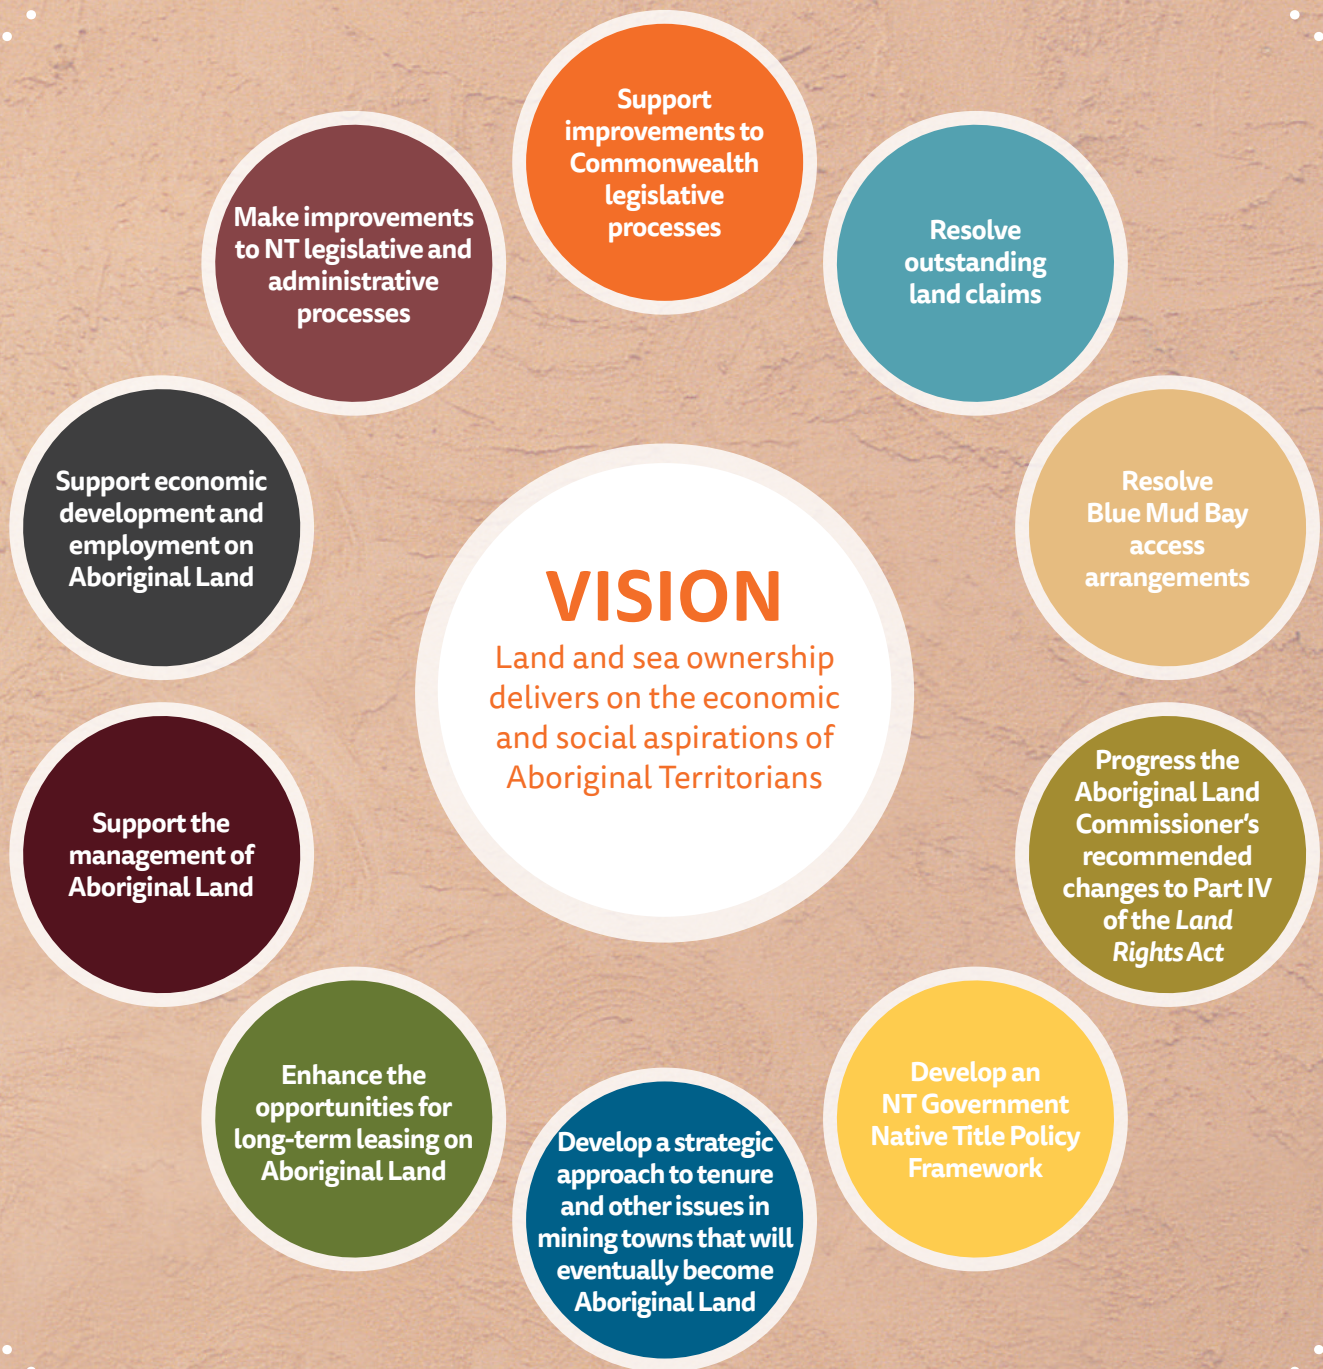 Support
improvements to
Commonwealth
legislative
processes
Resolve
outstanding
land claims
Resolve
Blue Mud Bay
access
arrangements
Progress the
Aboriginal Land
Commissioner's
recommended
changes to Part IV
of the Land
Rights Act
Develop an
NT Government
Native Title Policy
Framework
Develop a strategic
approach to tenure
and other issues in
mining towns that will
eventually become
Aboriginal Land
Enhance the
opportunities for
long-term leasing on
Aboriginal Land
Support the
management of
Aboriginal Land
Support economic
development and
employment on
Aboriginal Land
Make improvements
to NT legislative and
administrative
processes
VISION
Land and sea ownership
delivers on the economic
and social aspirations of
Aboriginal Territorians